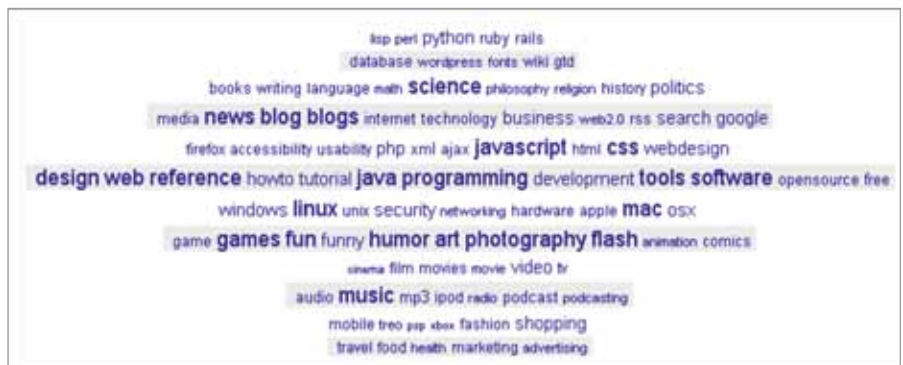 lisp perl python ruby rails
database wordpress fonts wiki gtd
books writing language math science philosophy religion history politics
media news blog blogs internet technology business web2.0 rss search google
firefox accessibility usability php xml ajax javascript html css webdesign
design web reference howto tutorial java programming development tools software opensource free
windows linux unix security networking hardware apple mac osx
game games fun funny humor art photography flash animation comics
cinema film movies movie video tv
audio music mp3 ipod radio podcast podcasting
mobile treo psp xbox fashion shopping
travel food health marketing advertising